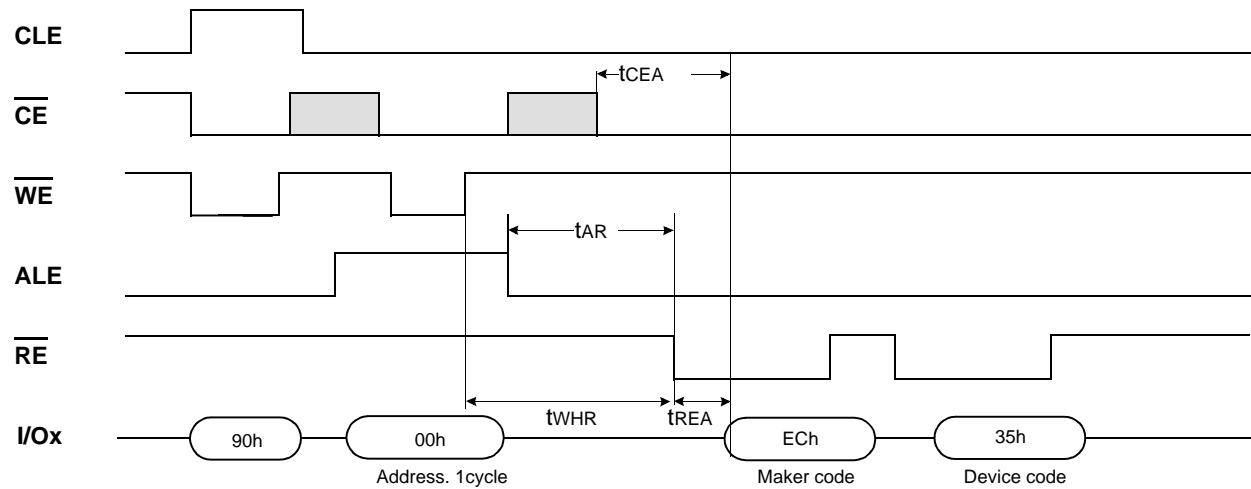 CLE
tCEA
CE
WE
tAR
ALE
RE
tWHR
tREA
I/Ox
90h
00h
ECh
35h
Address. 1cycle
Maker code
Device code